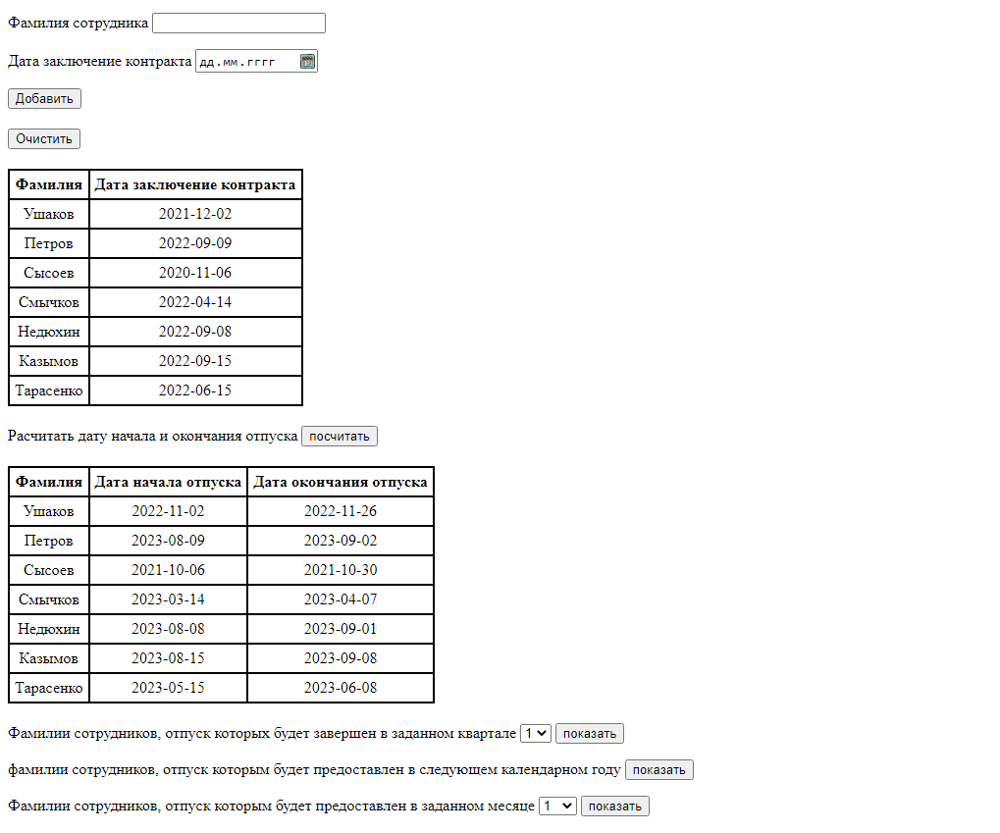 Фамилия сотрудника
Дата заключение контракта дд.мм.гггг
Добавить
Очистить
Фамилия Дата заключение контракта
Ушаков 2021-12-02
Петров 2022-09-09
Сысоев 2020-11-06
Смычков 2022-04-14
Недюхин 2022-09-08
Казымов 2022-09-15
Тарасенко 2022-06-15
Расчитать дату начала и окончания отпуска посчитать
Фамилия Дата начала отпуска Дата окончания отпуска
Ушаков 2022-11-02 2022-11-26
Петров 2023-08-09 2023-09-02
Сысоев 2021-10-06 2021-10-30
Смычков 2023-03-14 2023-04-07
Недюхин 2023-08-08 2023-09-01
Казымов 2023-08-15 2023-09-08
Тарасенко 2023-05-15 2023-06-08
Фамилии сотрудников, отпуск которых будет завершен в заданном квартале 1 показать
фамилии сотрудников, отпуск которым будет предоставлен в следующем календарном году показать
Фамилии сотрудников, отпуск которым будет предоставлен в заданном месяце 1 показать